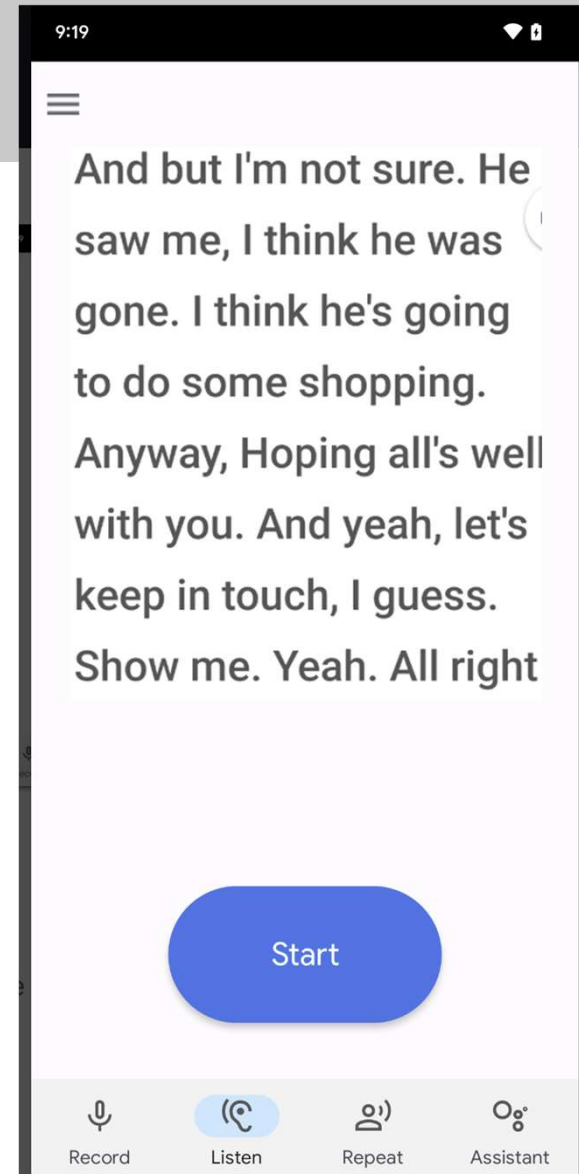 9:19
And but I'm not sure. He
saw me, I think he was
gone. I think he's going
to do some shopping.
Anyway, Hoping all's well
with you. And yeah, let's
keep in touch, I guess.
Show me. Yeah. All right
Start
Record Listen Repeat Assistant